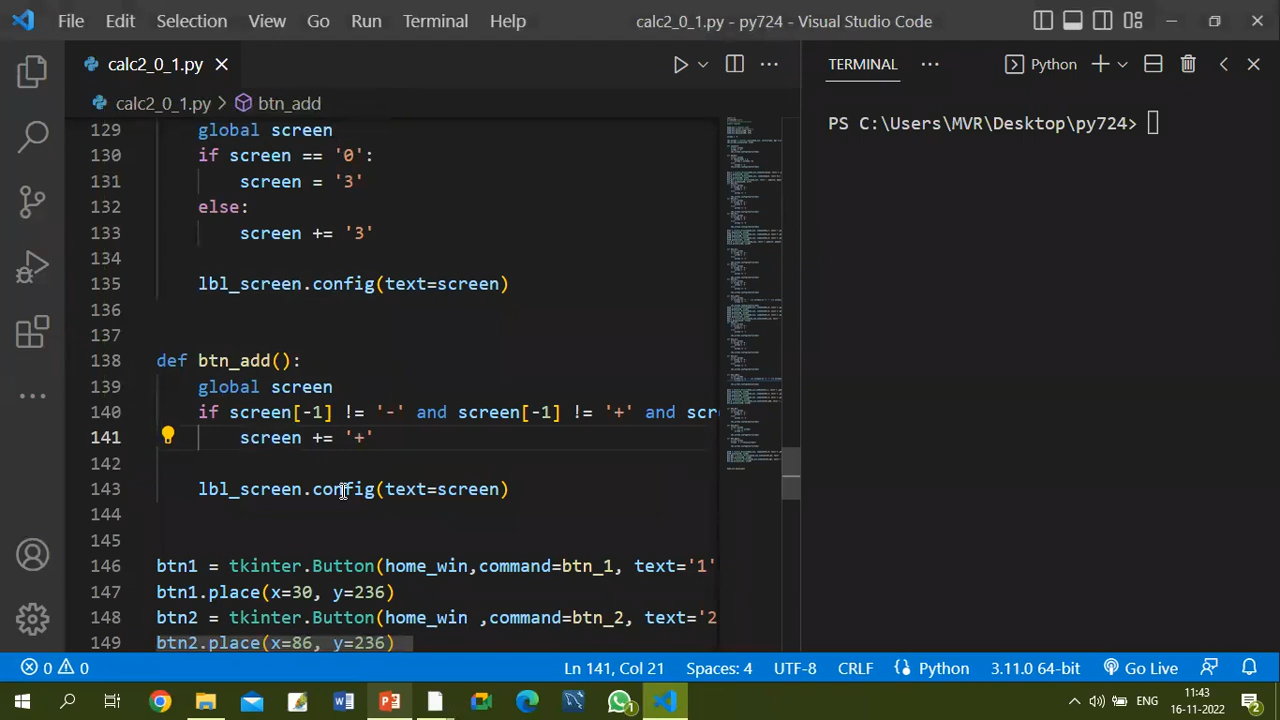 File Edit Selection View Go Run Terminal Help calc2_0_1.py - py724 - Visual Studio Code
calc2_0_1.py
TERMINAL
Python
calc2_0_1.py > btn_add
PS C:\Users\MVR\Desktop\py724>
129 global screen
130 if screen == '0':
131 screen = '3'
132 else:
133 screen += '3'
134
135 lbl_screen.config(text=screen)
136
137
138 def btn_add():
139 global screen
140 if screen[-1] != '-' and screen[-1] != '+' and scr
141 screen += '+'
142
143 lbl_screen.config(text=screen)
144
145
146 btn1 = tkinter.Button(home_win,command=btn_1, text='1'
147 btn1.place(x=30, y=236)
148 btn2 = tkinter.Button(home_win ,command=btn_2, text='2
149 btn2.place(x=86, y=236)
0 0 Ln 141, Col 21 Spaces: 4 UTF-8 CRLF Python 3.11.0 64-bit Go Live
1 ENG 11:43
16-11-2022 2